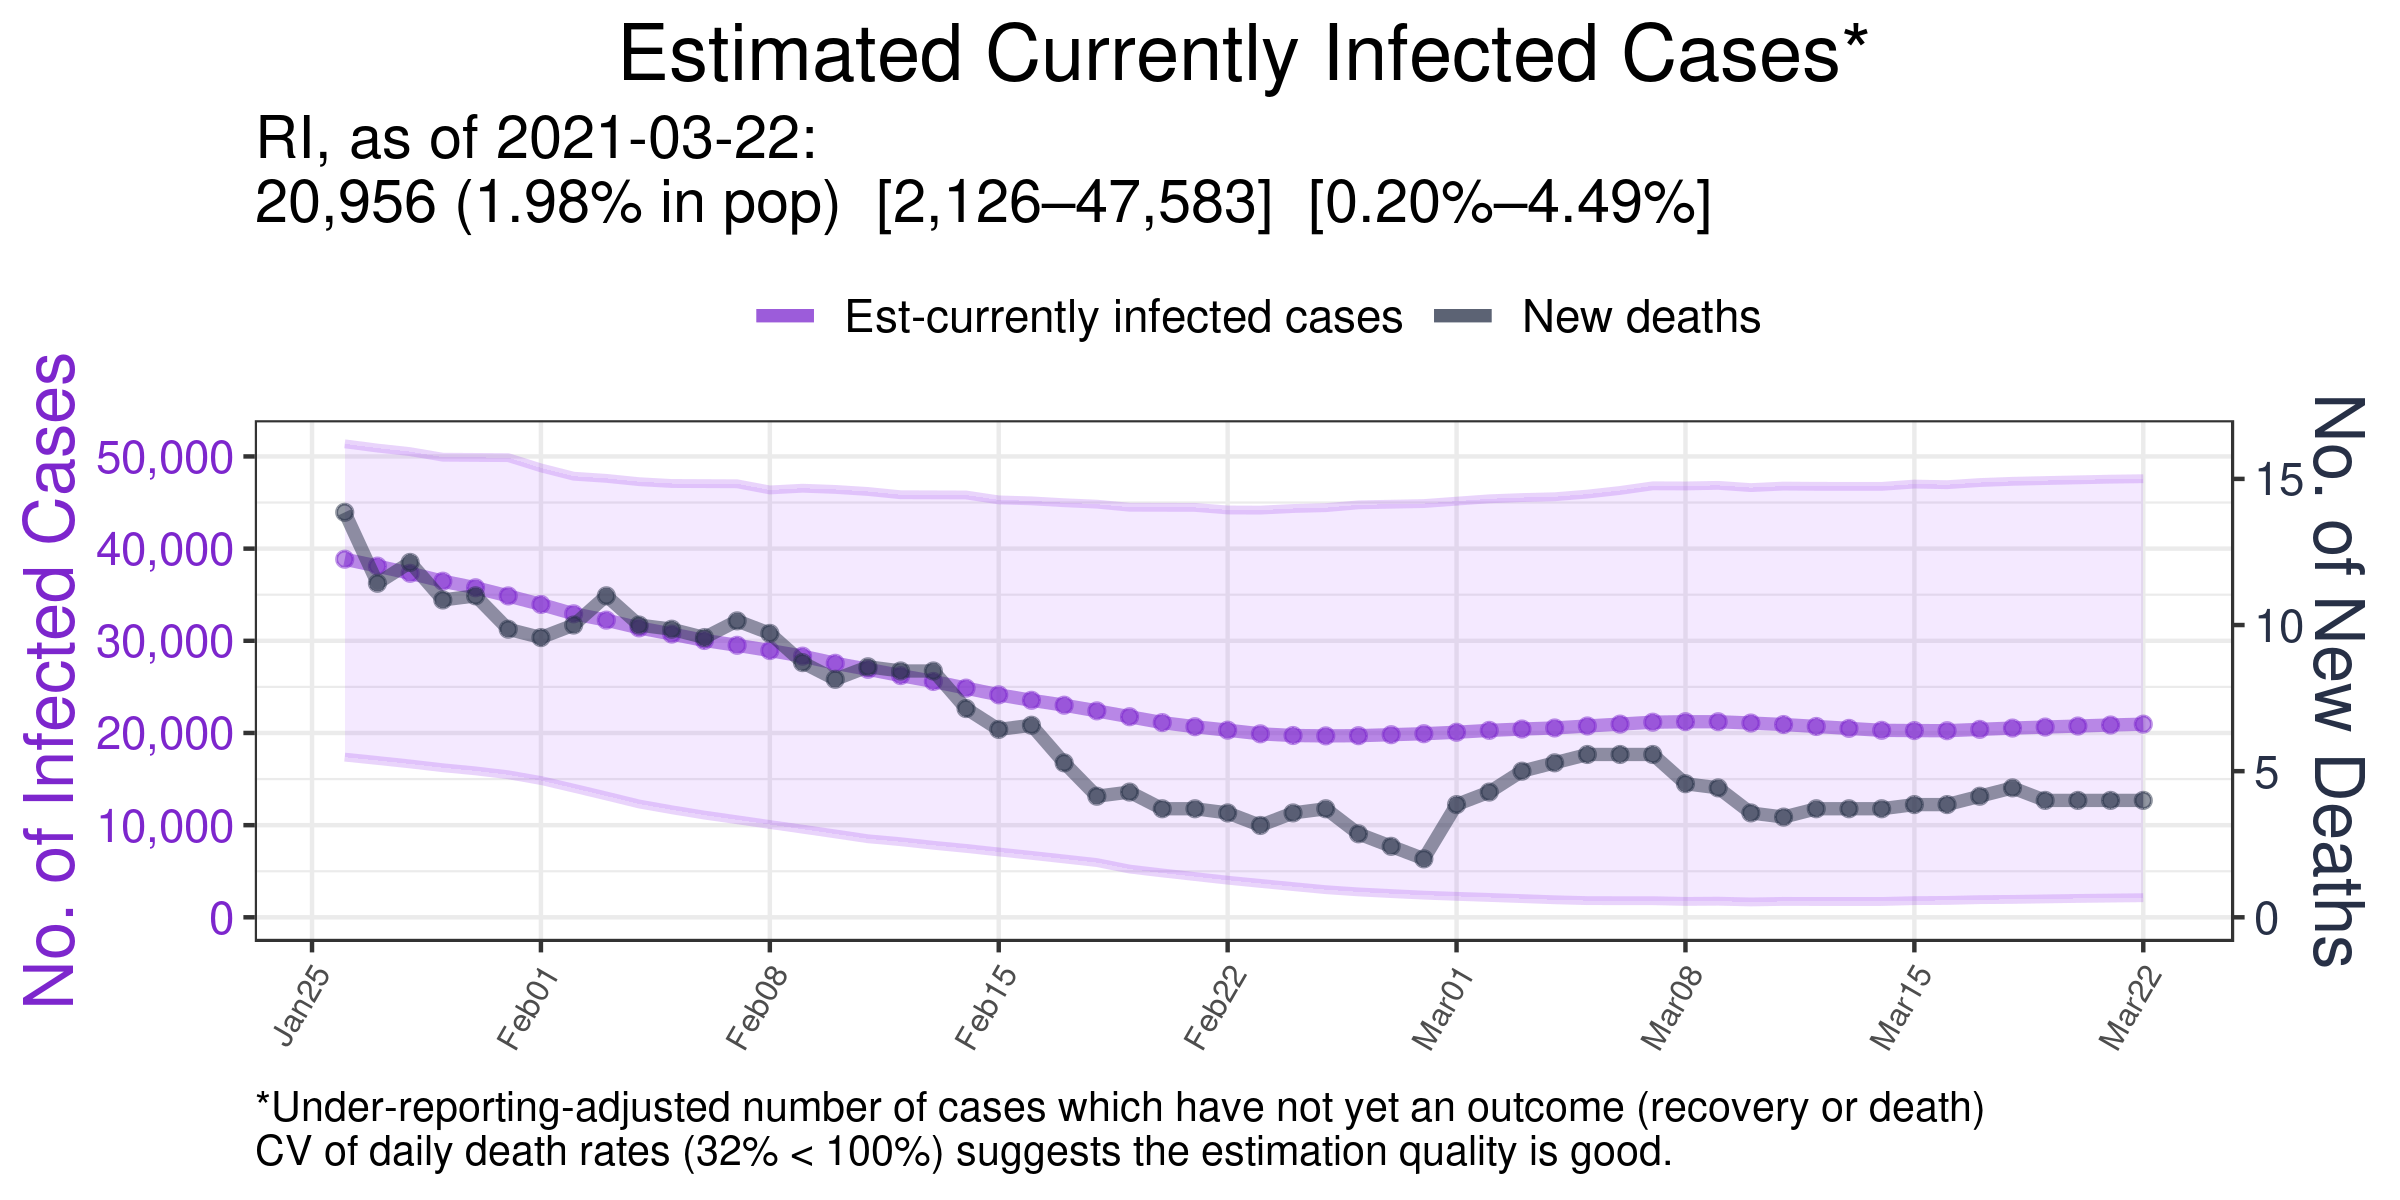 Estimated Currently Infected Cases*
RI, as of 2021-03-22:
20,956 (1.98% in pop)  [2,126–47,583]  [0.20%–4.49%]
Est-currently infected cases
New deaths
No. of Infected Cases
50,000
40,000
30,000
20,000
10,000
0
15
10
5
0
No. of New Deaths
Jan25
Feb01
Feb08
Feb15
Feb22
Mar01
Mar08
Mar15
Mar22
*Under-reporting-adjusted number of cases which have not yet an outcome (recovery or death)
CV of daily death rates (32% < 100%) suggests the estimation quality is good.